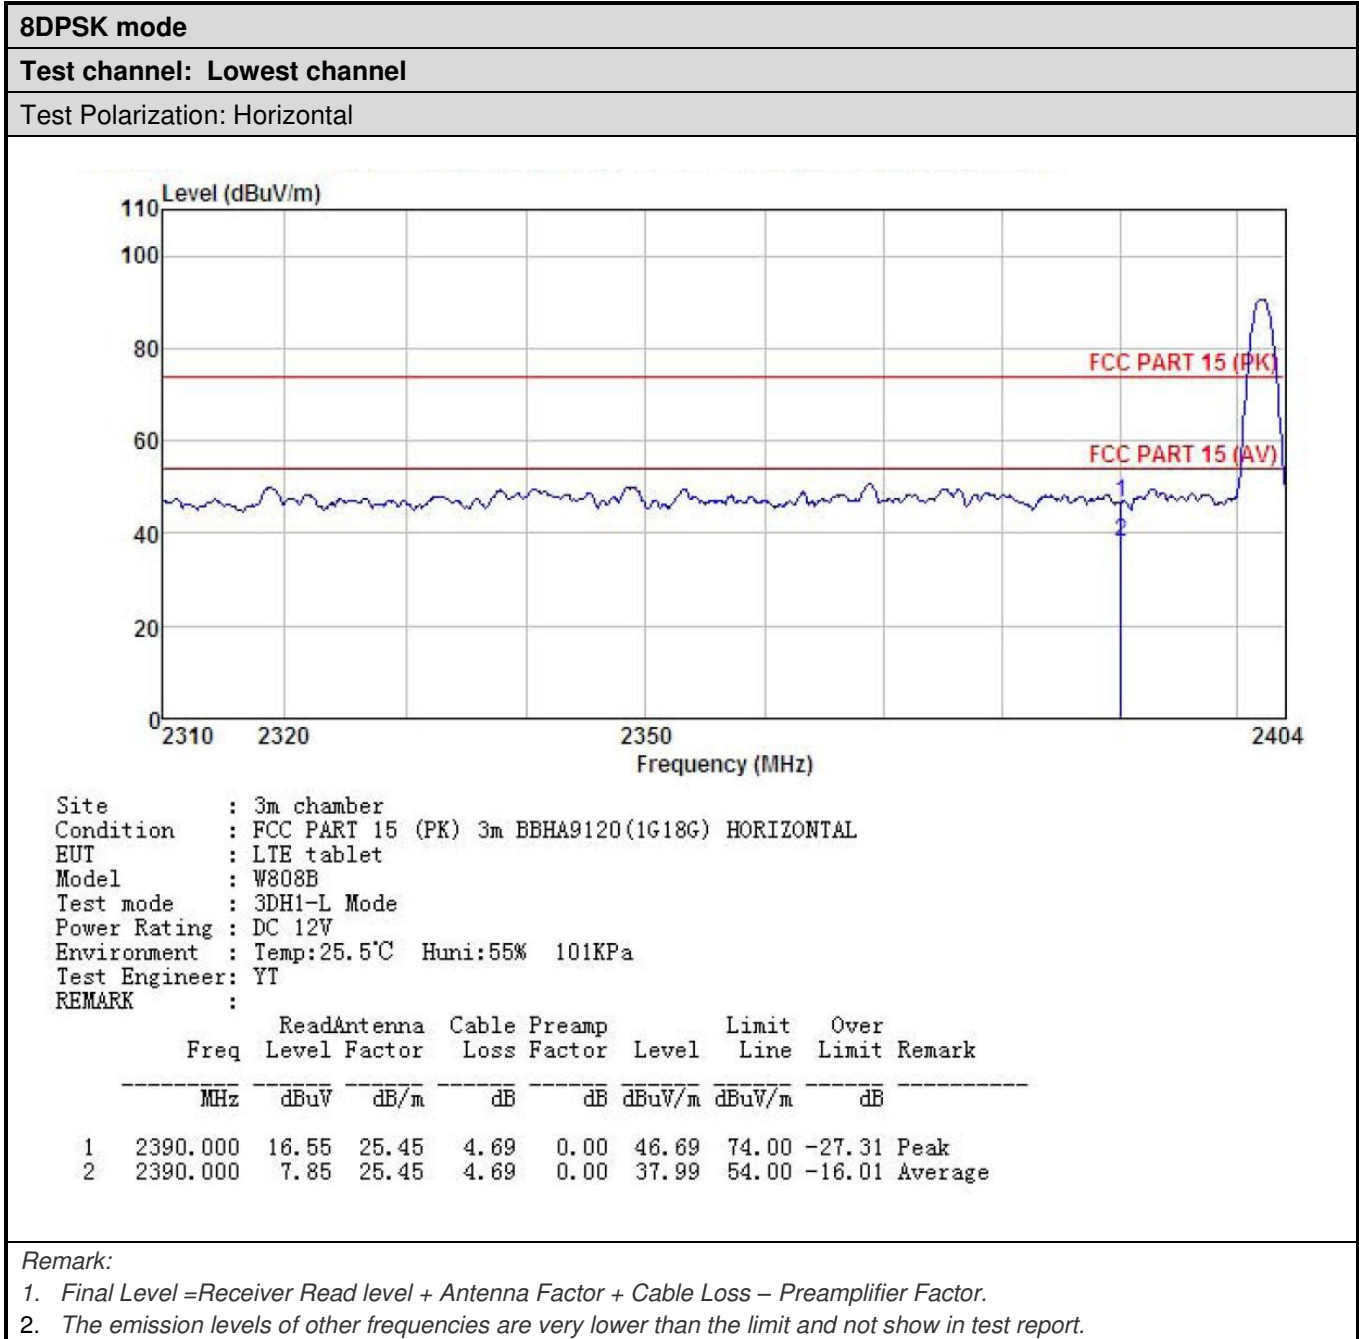 8DPSK mode
Test channel: Lowest channel
Test Polarization: Horizontal
Level (dBuV/m)
110
100
80
FCC PART 15 (PK)
60
FCC PART 15 (AV)
1
40
2
20
0
2310 2320 2350 2404
Frequency (MHz)
Site : 3m chamber
Condition : FCC PART 15 (PK) 3m BBHA9120(1G18G) HORIZONTAL
EUT : LTE tablet
Model : W808B
Test mode : 3DH1-L Mode
Power Rating : DC 12V
Environment : Temp:25.5℃ Huni:55% 101KPa
Test Engineer: YT
REMARK :
ReadAntenna Cable Preamp Limit Over
Freq Level Factor Loss Factor Level Line Limit Remark
MHz dBuV dB/m dB dB dBuV/m dBuV/m dB
1 2390.000 16.55 25.45 4.69 0.00 46.69 74.00 -27.31 Peak
2 2390.000 7.85 25.45 4.69 0.00 37.99 54.00 -16.01 Average
Remark:
1. Final Level =Receiver Read level + Antenna Factor + Cable Loss – Preamplifier Factor.
2. The emission levels of other frequencies are very lower than the limit and not show in test report.